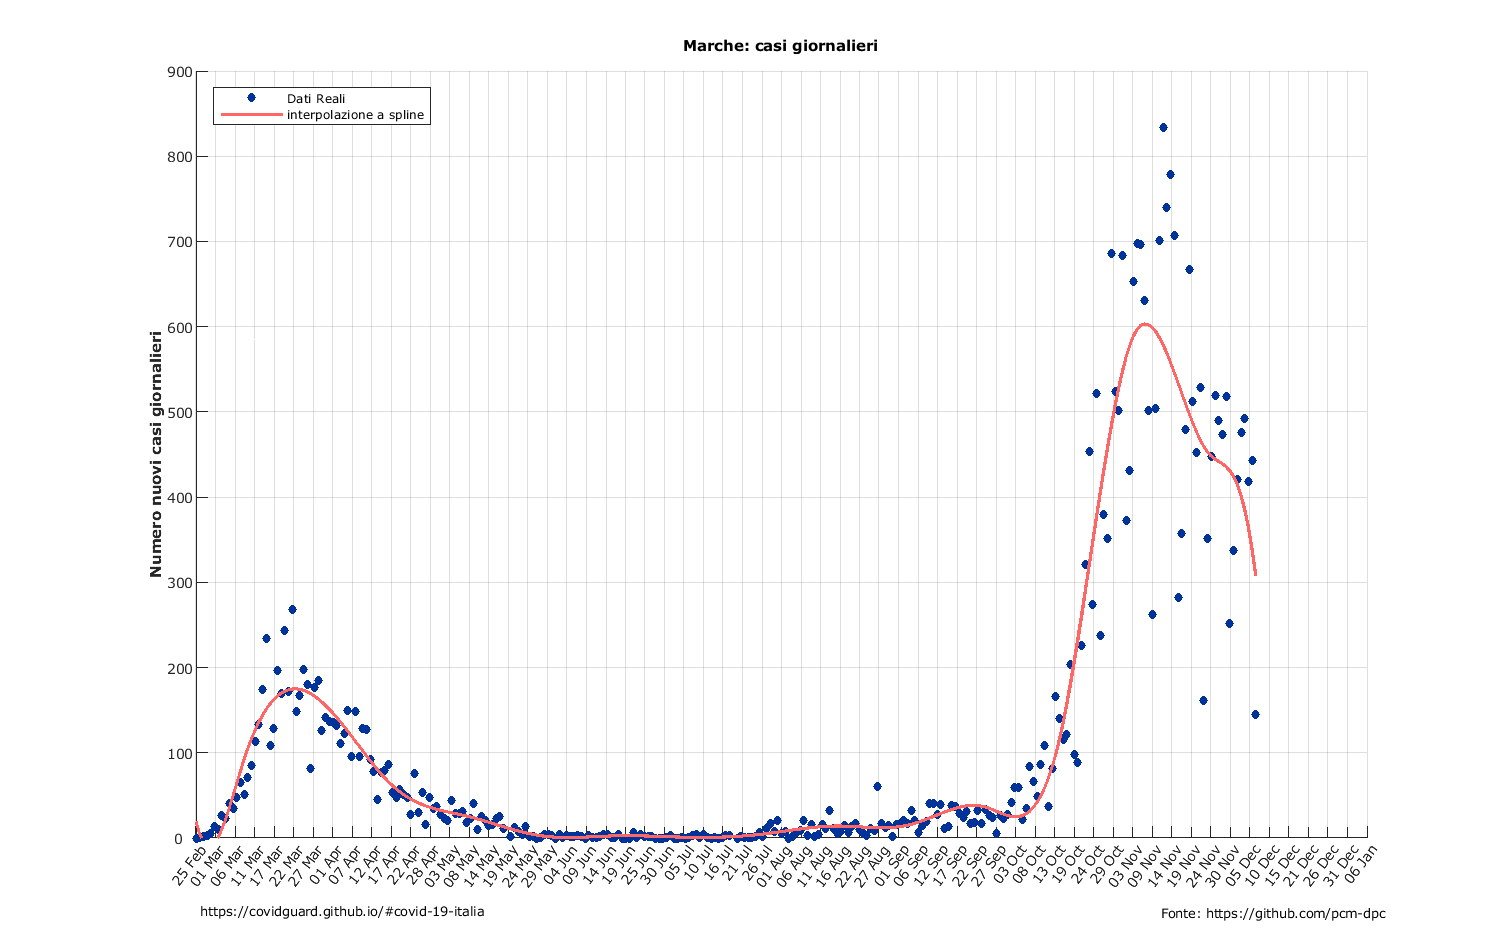 Marche: casi giornalieri
Dati Reali
interpolazione a spline
Numero nuovi casi giornalieri
900
800
700
600
500
400
300
200
100
0
25 Feb
01 Mar
06 Mar
11 Mar
17 Mar
22 Mar
27 Mar
01 Apr
07 Apr
12 Apr
17 Apr
22 Apr
28 Apr
03 May
08 May
14 May
19 May
24 May
29 May
04 Jun
09 Jun
14 Jun
19 Jun
25 Jun
30 Jun
05 Jul
11 Jul
16 Jul
21 Jul
26 Jul
01 Aug
06 Aug
11 Aug
16 Aug
22 Aug
27 Aug
01 Sep
06 Sep
12 Sep
17 Sep
22 Sep
27 Sep
03 Oct
08 Oct
13 Oct
19 Oct
24 Oct
29 Oct
03 Nov
09 Nov
14 Nov
19 Nov
24 Nov
30 Nov
05 Dec
10 Dec
15 Dec
21 Dec
26 Dec
31 Dec
06 Jan
https://covidguard.github.io/#covid-19-italia
Fonte: https://github.com/pcm-dpc